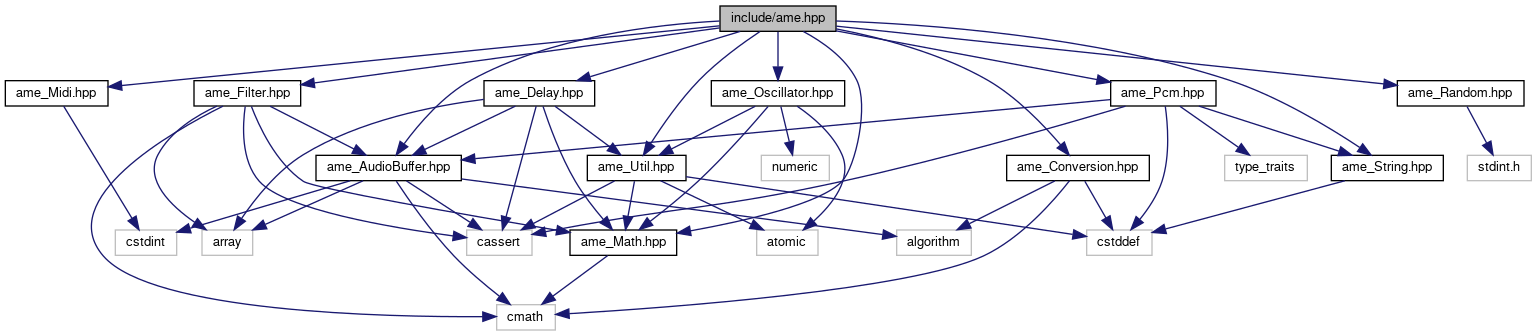 include/ame.hpp
ame_Midi.hpp
ame_Filter.hpp
ame_Delay.hpp
ame_Oscillator.hpp
ame_Pcm.hpp
ame_Random.hpp
ame_AudioBuffer.hpp
ame_Util.hpp
numeric
ame_Conversion.hpp
type_traits
ame_String.hpp
stdint.h
cstdint
array
cassert
ame_Math.hpp
atomic
algorithm
cstddef
cmath